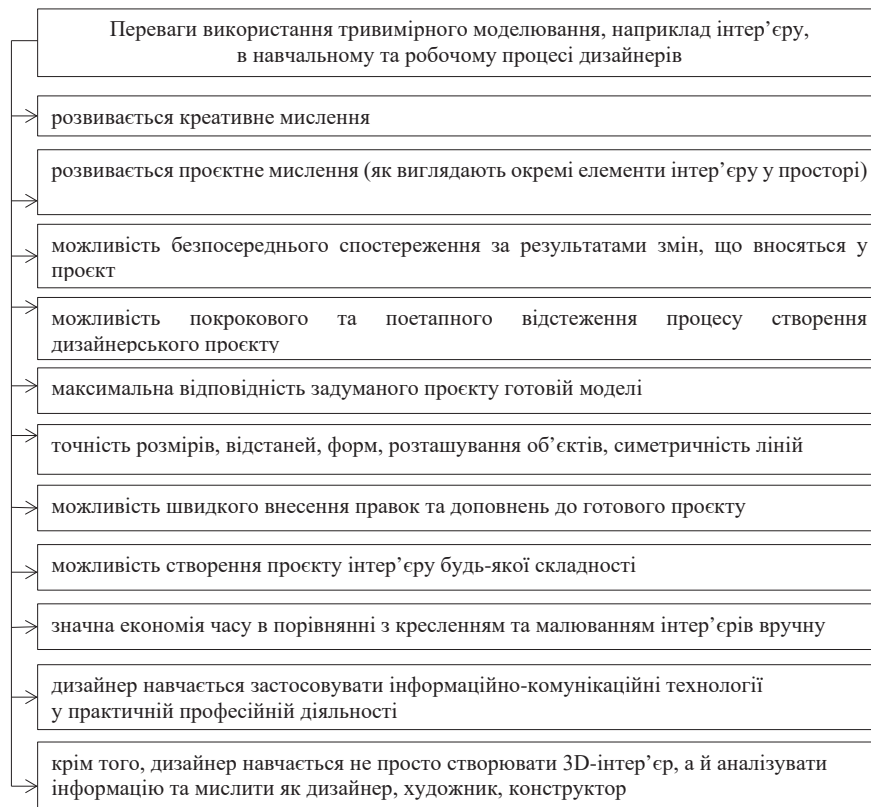 Переваги використання тривимірного моделювання, наприклад інтер’єру,
в навчальному та робочому процесі дизайнерів
розвивається креативне мислення
розвивається проєктне мислення (як виглядають окремі елементи інтер’єру у просторі)
можливість безпосереднього спостереження за результатами змін, що вносяться у
проєкт
можливість покрокового та поетапного відстеження процесу створення
дизайнерського проєкту
максимальна відповідність задуманого проєкту готовій моделі
точність розмірів, відстаней, форм, розташування об’єктів, симетричність ліній
можливість швидкого внесення правок та доповнень до готового проєкту
можливість створення проєкту інтер’єру будь-якої складності
значна економія часу в порівнянні з кресленням та малюванням інтер’єрів вручну
дизайнер навчається застосовувати інформаційно-комунікаційні технології
у практичній професійній діяльності
крім того, дизайнер навчається не просто створювати 3D-інтер’єр, а й аналізувати
інформацію та мислити як дизайнер, художник, конструктор